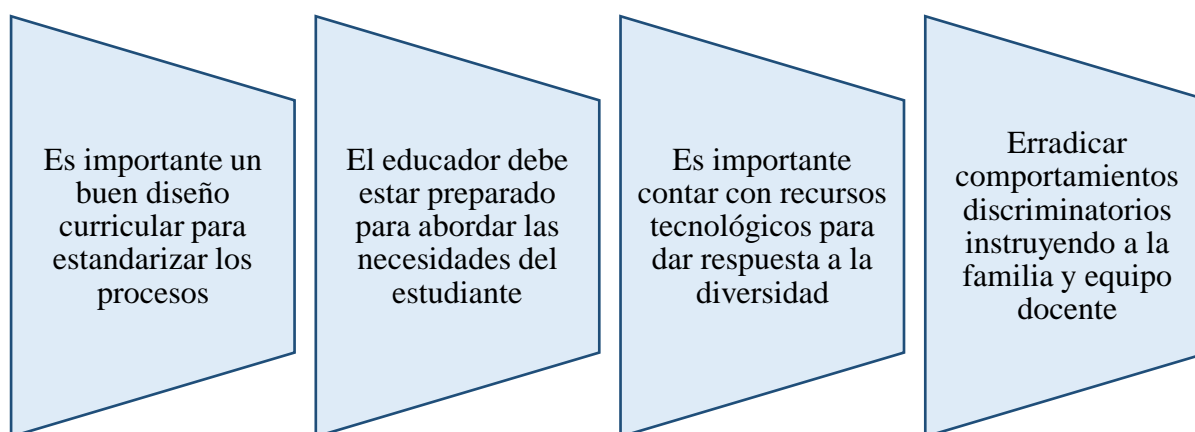 Es importante un
buen diseño
curricular para
estandarizar los
procesos
El educador debe
estar preparado
para abordar las
necesidades del
estudiante
Es importante
contar con recursos
tecnológicos para
dar respuesta a la
diversidad
Erradicar
comportamientos
discriminatorios
instruyendo a la
familia y equipo
docente